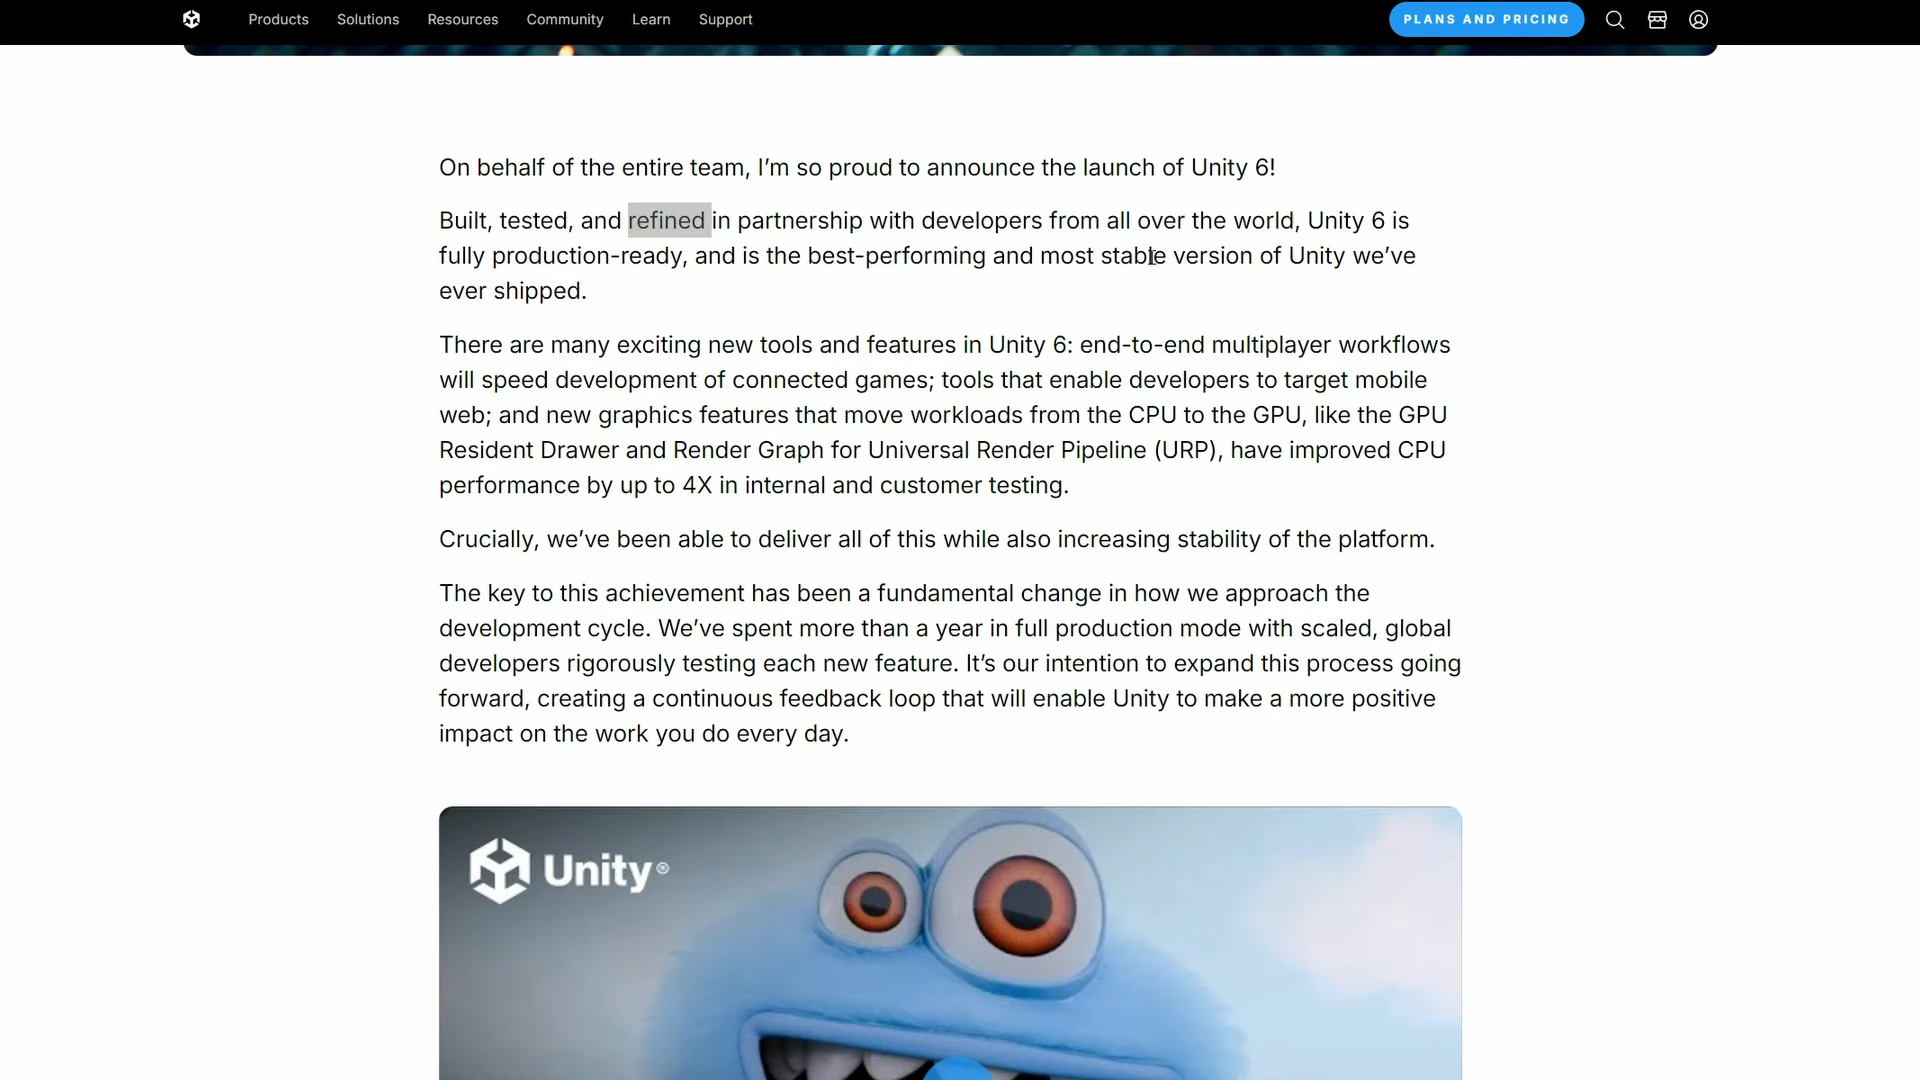 Products Solutions Resources Community Learn Support PLANS AND PRICING
On behalf of the entire team, I’m so proud to announce the launch of Unity 6!
Built, tested, and refined in partnership with developers from all over the world, Unity 6 is
fully production-ready, and is the best-performing and most stable version of Unity we’ve
ever shipped.
There are many exciting new tools and features in Unity 6: end-to-end multiplayer workflows
will speed development of connected games; tools that enable developers to target mobile
web; and new graphics features that move workloads from the CPU to the GPU, like the GPU
Resident Drawer and Render Graph for Universal Render Pipeline (URP), have improved CPU
performance by up to 4X in internal and customer testing.
Crucially, we’ve been able to deliver all of this while also increasing stability of the platform.
The key to this achievement has been a fundamental change in how we approach the
development cycle. We’ve spent more than a year in full production mode with scaled, global
developers rigorously testing each new feature. It’s our intention to expand this process going
forward, creating a continuous feedback loop that will enable Unity to make a more positive
impact on the work you do every day.
Unity®